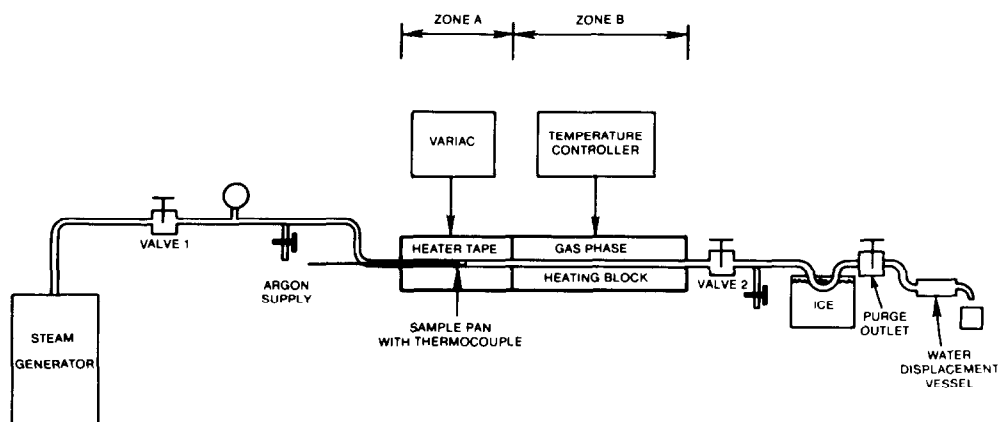 ZONE A
ZONE B
VARIAC
TEMPERATURE
CONTROLLER
VALVE 1
HEATER TAPE
GAS PHASE
HEATING BLOCK
VALVE 2
ARGON
SUPPLY
SAMPLE PAN
WITH THERMOCOUPLE
ICE
PURGE
OUTLET
STEAM
GENERATOR
WATER
DISPLACEMENT
VESSEL